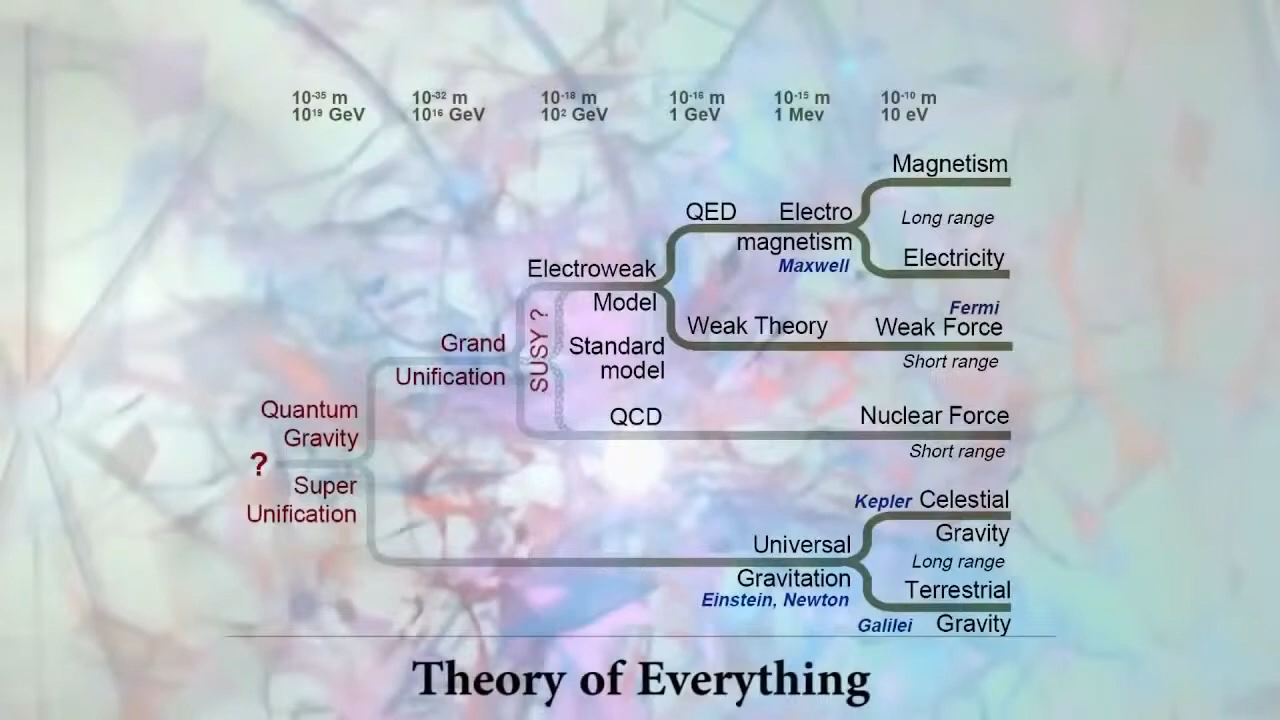 10⁻³⁵ m 10⁻³² m 10⁻¹⁸ m 10⁻¹⁶ m 10⁻¹⁵ m 10⁻¹⁰ m
10¹⁹ GeV 10¹⁶ GeV 10² GeV 1 GeV 1 Mev 10 eV
Magnetism
QED Electro
Long range
magnetism
Maxwell
Electricity
Electroweak
Model
Fermi
Weak Theory
Weak Force
SUSY ?
Grand
Standard
Short range
Unification
model
Quantum
QCD
Nuclear Force
Gravity
Short range
?
Super
Kepler Celestial
Unification
Gravity
Universal
Long range
Gravitation
Terrestrial
Einstein, Newton
Galilei Gravity
Theory of Everything